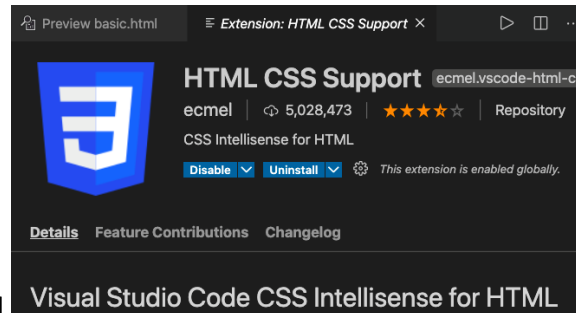 Preview basic.html
Extension: HTML CSS Support
HTML CSS Support ecmel.vscode-html-c
ecmel 5,028,473 Repository
CSS Intellisense for HTML
Disable Uninstall This extension is enabled globally.
Details Feature Contributions Changelog
Visual Studio Code CSS Intellisense for HTML